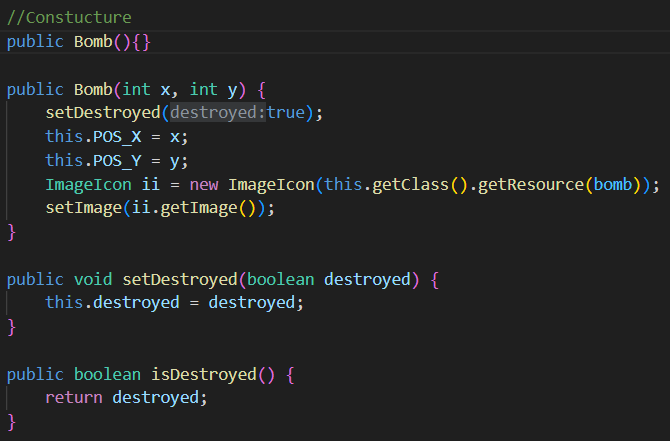 //Constucture
public Bomb(){}
public Bomb(int x, int y) {
setDestroyed(destroyed:true);
this.POS_X = x;
this.POS_Y = y;
ImageIcon ii = new ImageIcon(this.getClass().getResource(bomb));
setImage(ii.getImage());
}
public void setDestroyed(boolean destroyed) {
this.destroyed = destroyed;
}
public boolean isDestroyed() {
return destroyed;
}